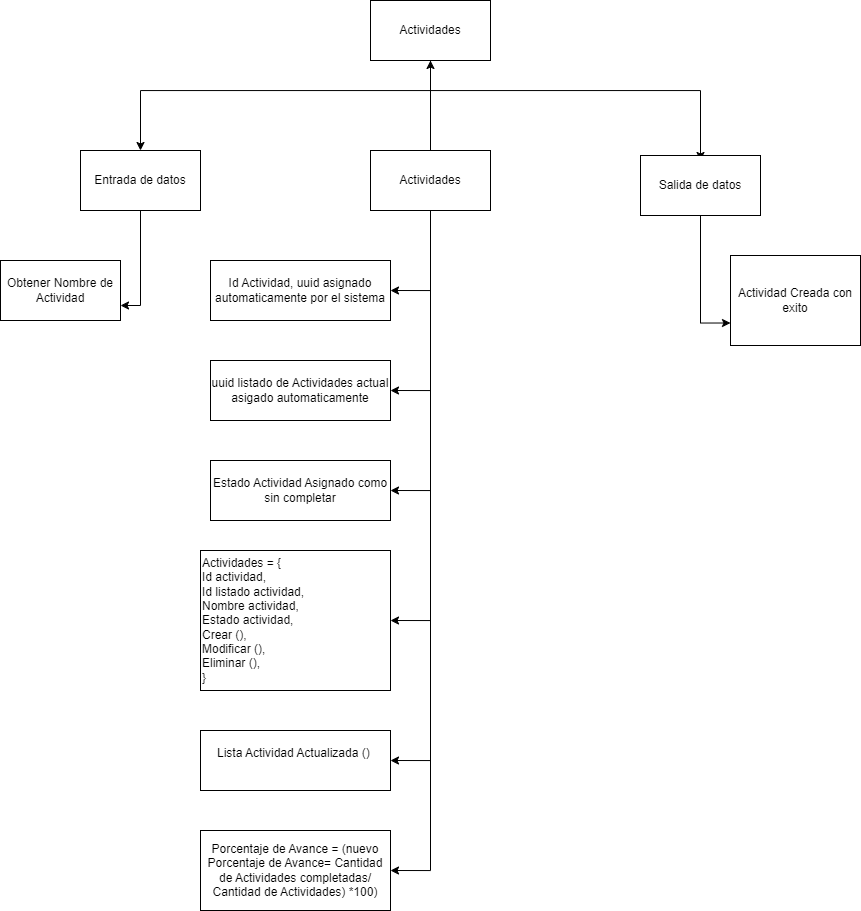 Actividades
Entrada de datos
Actividades
Salida de datos
Obtener Nombre de
Actividad
Id Actividad, uuid asignado
automaticamente por el sistema
Actividad Creada con
exito
uuid listado de Actividades actual
asigado automaticamente
Estado Actividad Asignado como
sin completar
Actividades = {
Id actividad,
Id listado actividad,
Nombre actividad,
Estado actividad,
Crear (),
Modificar (),
Eliminar (),
}
Lista Actividad Actualizada ()
Porcentaje de Avance = (nuevo
Porcentaje de Avance= Cantidad
de Actividades completadas/
Cantidad de Actividades) *100)